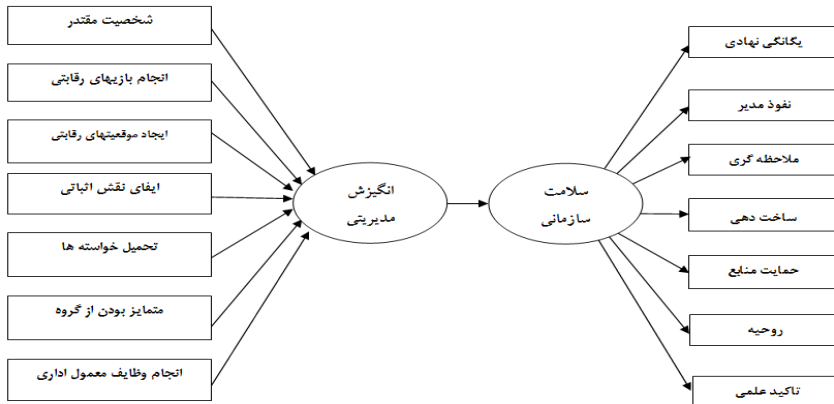 شخصیت مقتدر
انجام بازیهای رقابتی
ایجاد موقعیتهای رقابتی
ایفای نقش اثباتی
تحمیل خواسته ها
متمایز بودن از گروه
انجام وظایف معمول اداری
انگیزش
مدیریتی
سلامت
سازمانی
یگانگی نهادی
نفوذ مدیر
ملاحظه گری
ساخت دهی
حمایت منابع
روحیه
تاکید علمی